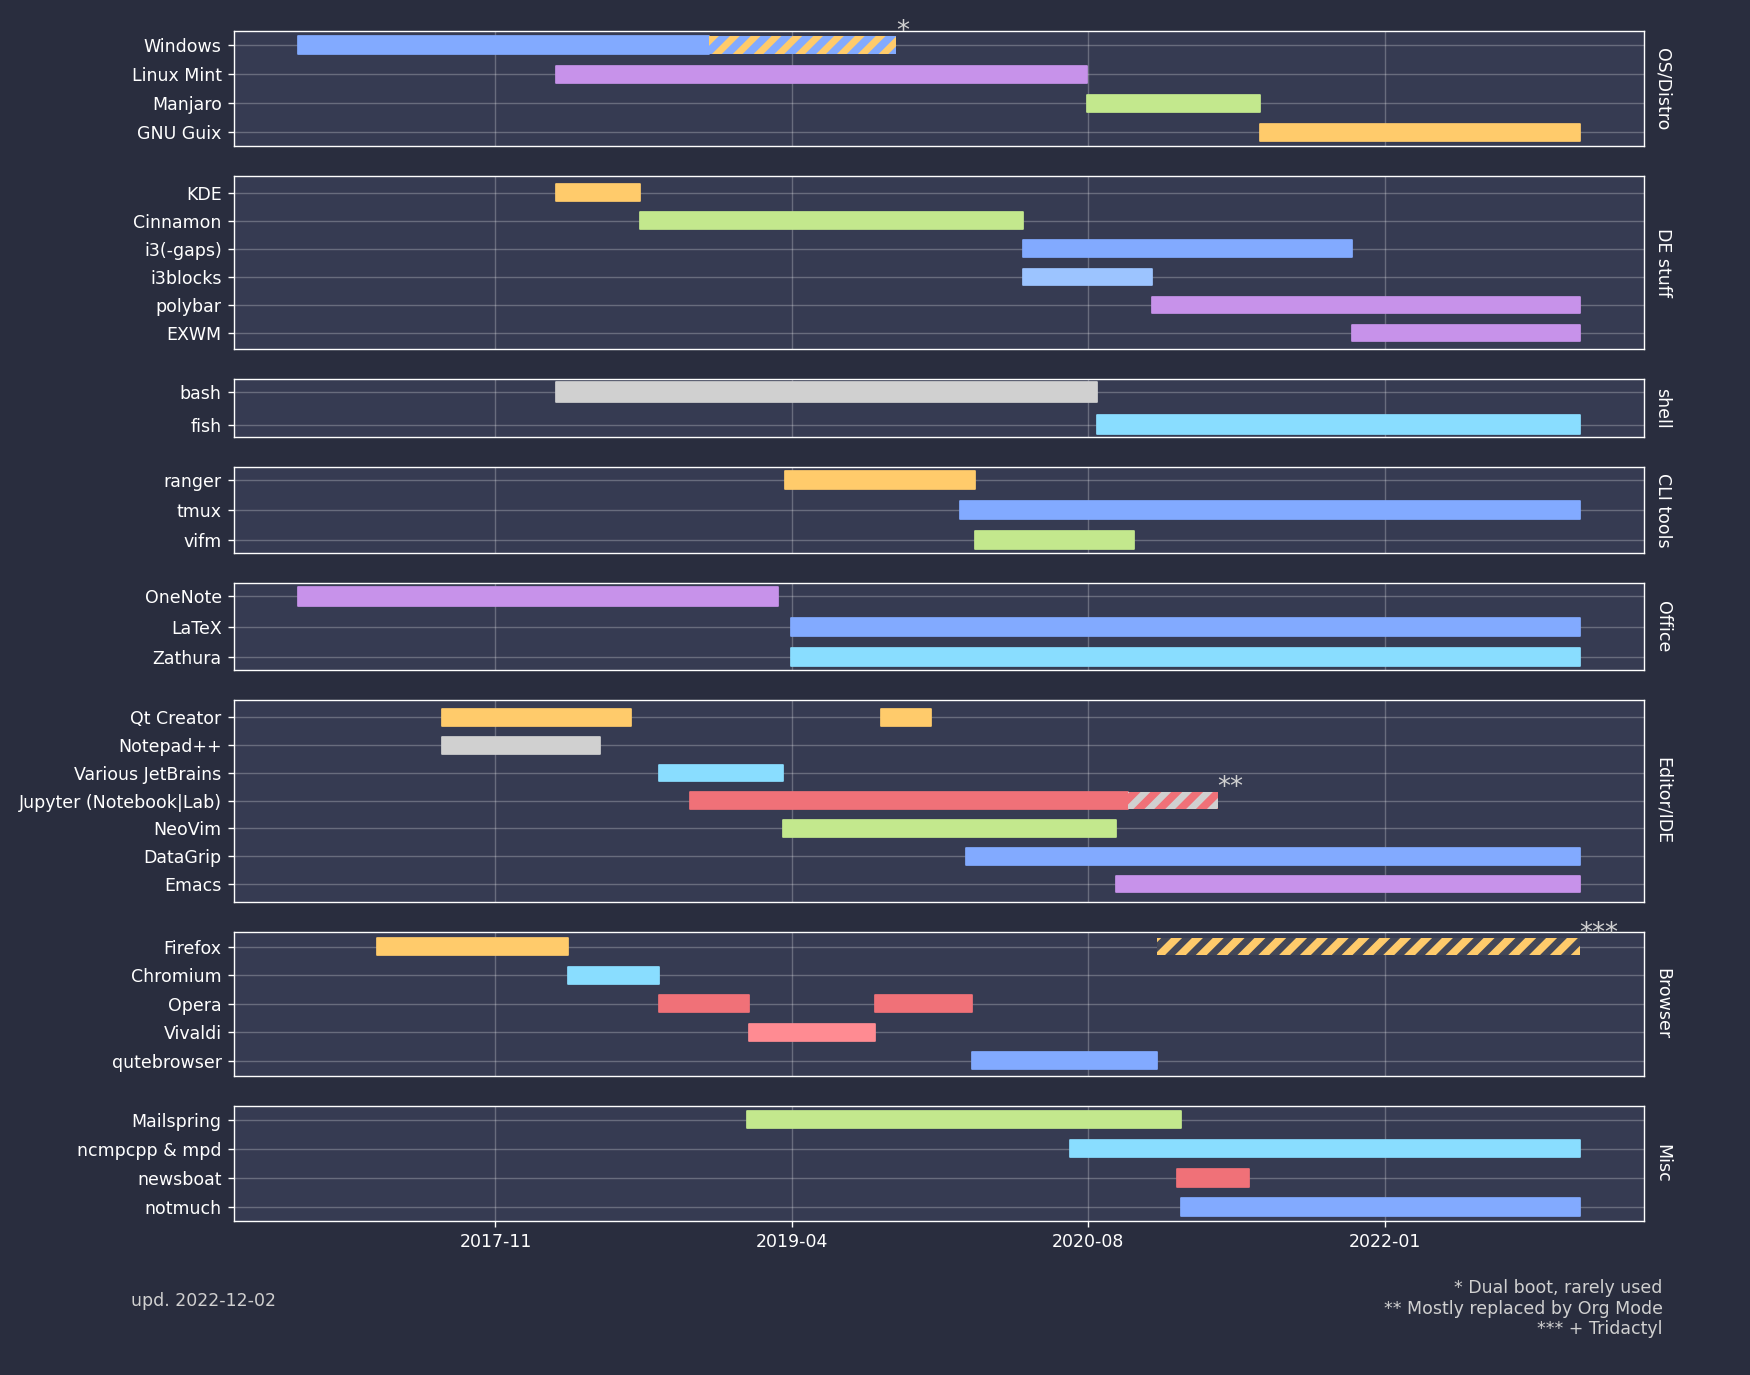 *
Windows
Linux Mint
Manjaro
GNU Guix
OS/Distro
KDE
Cinnamon
i3(-gaps)
i3blocks
polybar
EXWM
DE stuff
bash
fish
shell
ranger
tmux
vifm
CLI tools
OneNote
LaTeX
Zathura
Office
Qt Creator
Notepad++
Various JetBrains
**
Jupyter (Notebook|Lab)
NeoVim
DataGrip
Emacs
Editor/IDE
***
Firefox
Chromium
Opera
Vivaldi
qutebrowser
Browser
Mailspring
ncmpcpp & mpd
newsboat
notmuch
Misc
2017-11 2019-04 2020-08 2022-01
upd. 2022-12-02
* Dual boot, rarely used
** Mostly replaced by Org Mode
*** + Tridactyl